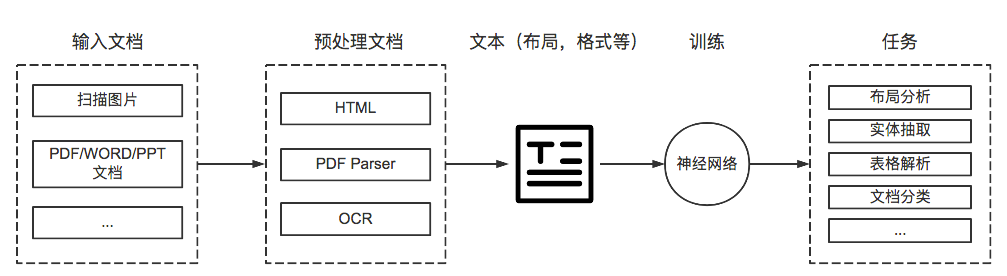 输入文档
预处理文档
文本（布局，格式等）
训练
任务
扫描图片
PDF/WORD/PPT
文档
...
HTML
PDF Parser
OCR
神经网络
布局分析
实体抽取
表格解析
文档分类
...